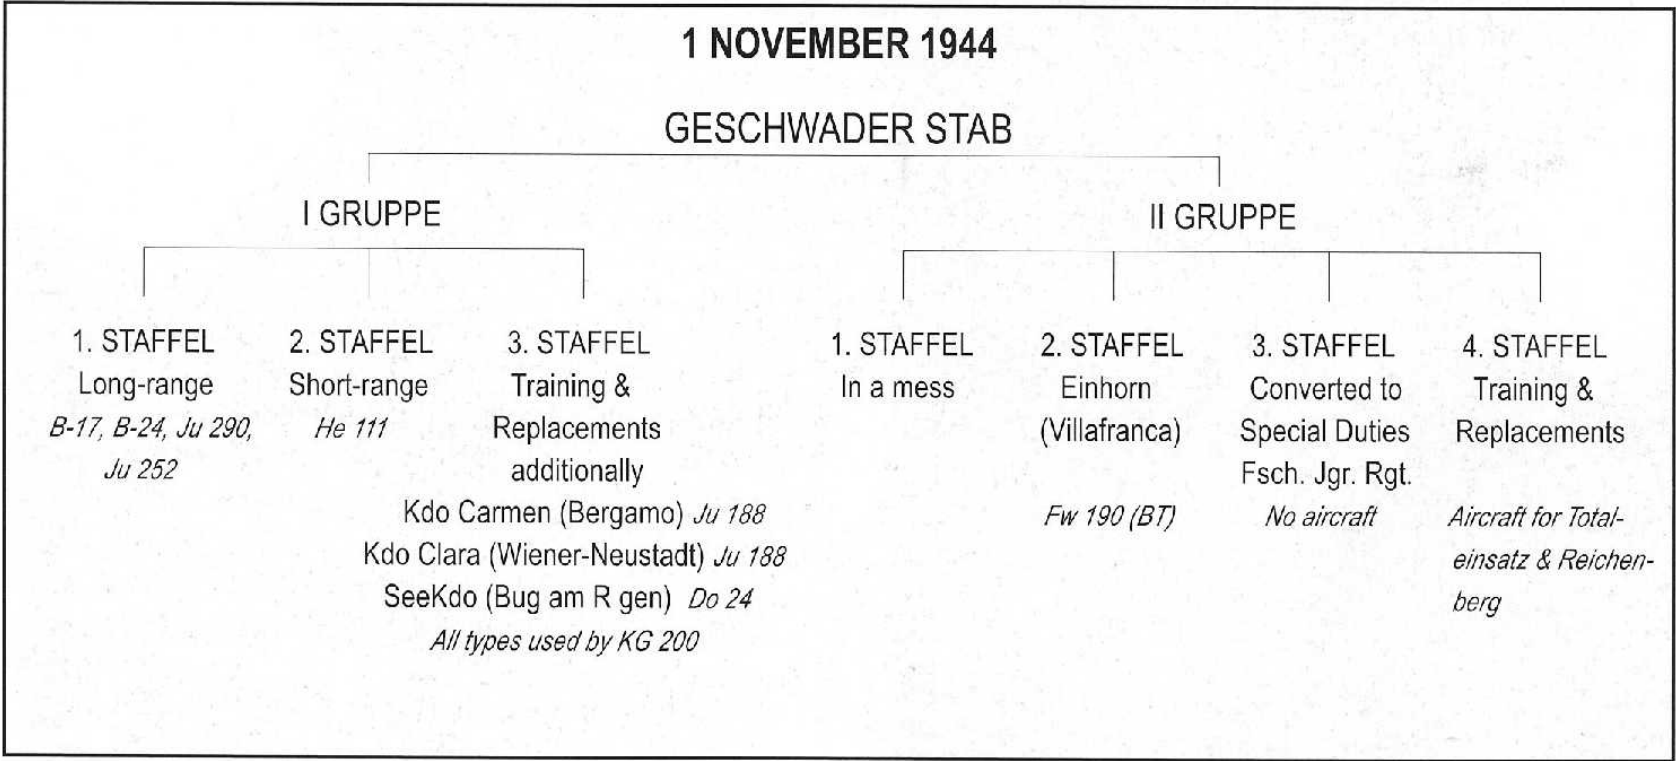 1 NOVEMBER 1944
GESCHWADER STAB
I GRUPPE
1. STAFFEL
Long-range
B-17, B-24, Ju 290,
Ju 252
2. STAFFEL
Short-range
He 111
3. STAFFEL
Training &
Replacements
additionally
Kdo Carmen (Bergamo) Ju 188
Kdo Clara (Wiener-Neustadt) Ju 188
SeeKdo (Bug am R gen) Do 24
All types used by KG 200
II GRUPPE
1. STAFFEL
In a mess
2. STAFFEL
Einhorn
(Villafranca)
Fw 190 (BT)
3. STAFFEL
Converted to
Special Duties
Fsch. Jgr. Rgt.
No aircraft
4. STAFFEL
Training &
Replacements
Aircraft for Total-
einsatz & Reichen-
berg